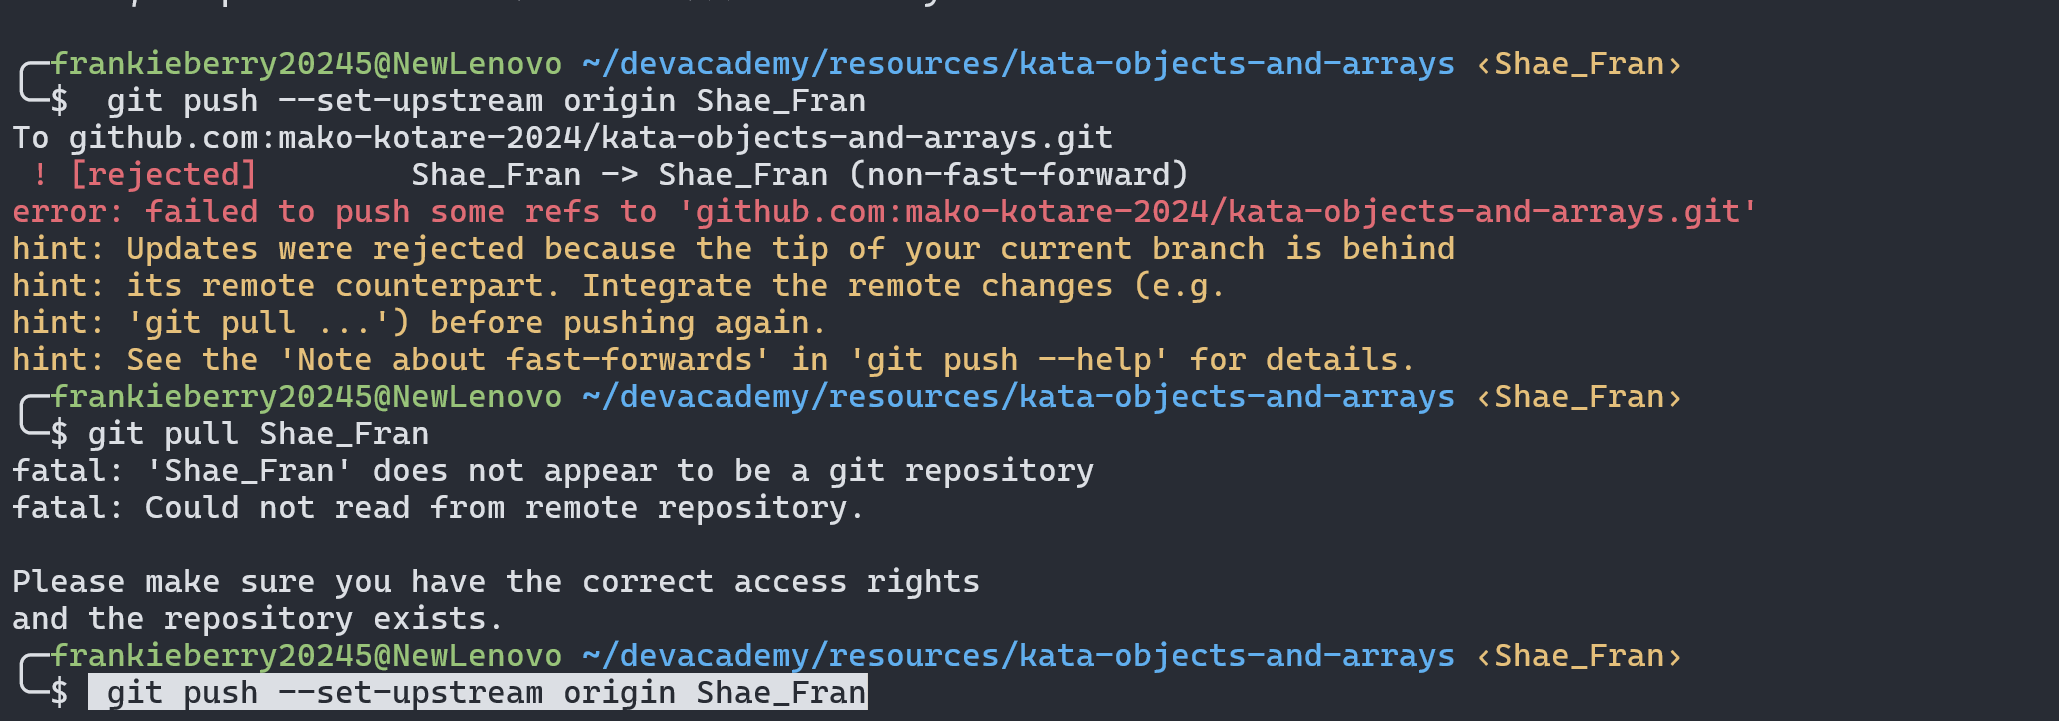 frankieberry20245@NewLenovo ~/devacademy/resources/kata-objects-and-arrays ‹Shae_Fran›
$  git push --set-upstream origin Shae_Fran
To github.com:mako-kotare-2024/kata-objects-and-arrays.git
 ! [rejected]        Shae_Fran -> Shae_Fran (non-fast-forward)
error: failed to push some refs to 'github.com:mako-kotare-2024/kata-objects-and-arrays.git'
hint: Updates were rejected because the tip of your current branch is behind
hint: its remote counterpart. Integrate the remote changes (e.g.
hint: 'git pull ...') before pushing again.
hint: See the 'Note about fast-forwards' in 'git push --help' for details.
frankieberry20245@NewLenovo ~/devacademy/resources/kata-objects-and-arrays ‹Shae_Fran›
$ git pull Shae_Fran
fatal: 'Shae_Fran' does not appear to be a git repository
fatal: Could not read from remote repository.

Please make sure you have the correct access rights
and the repository exists.
frankieberry20245@NewLenovo ~/devacademy/resources/kata-objects-and-arrays ‹Shae_Fran›
$  git push --set-upstream origin Shae_Fran